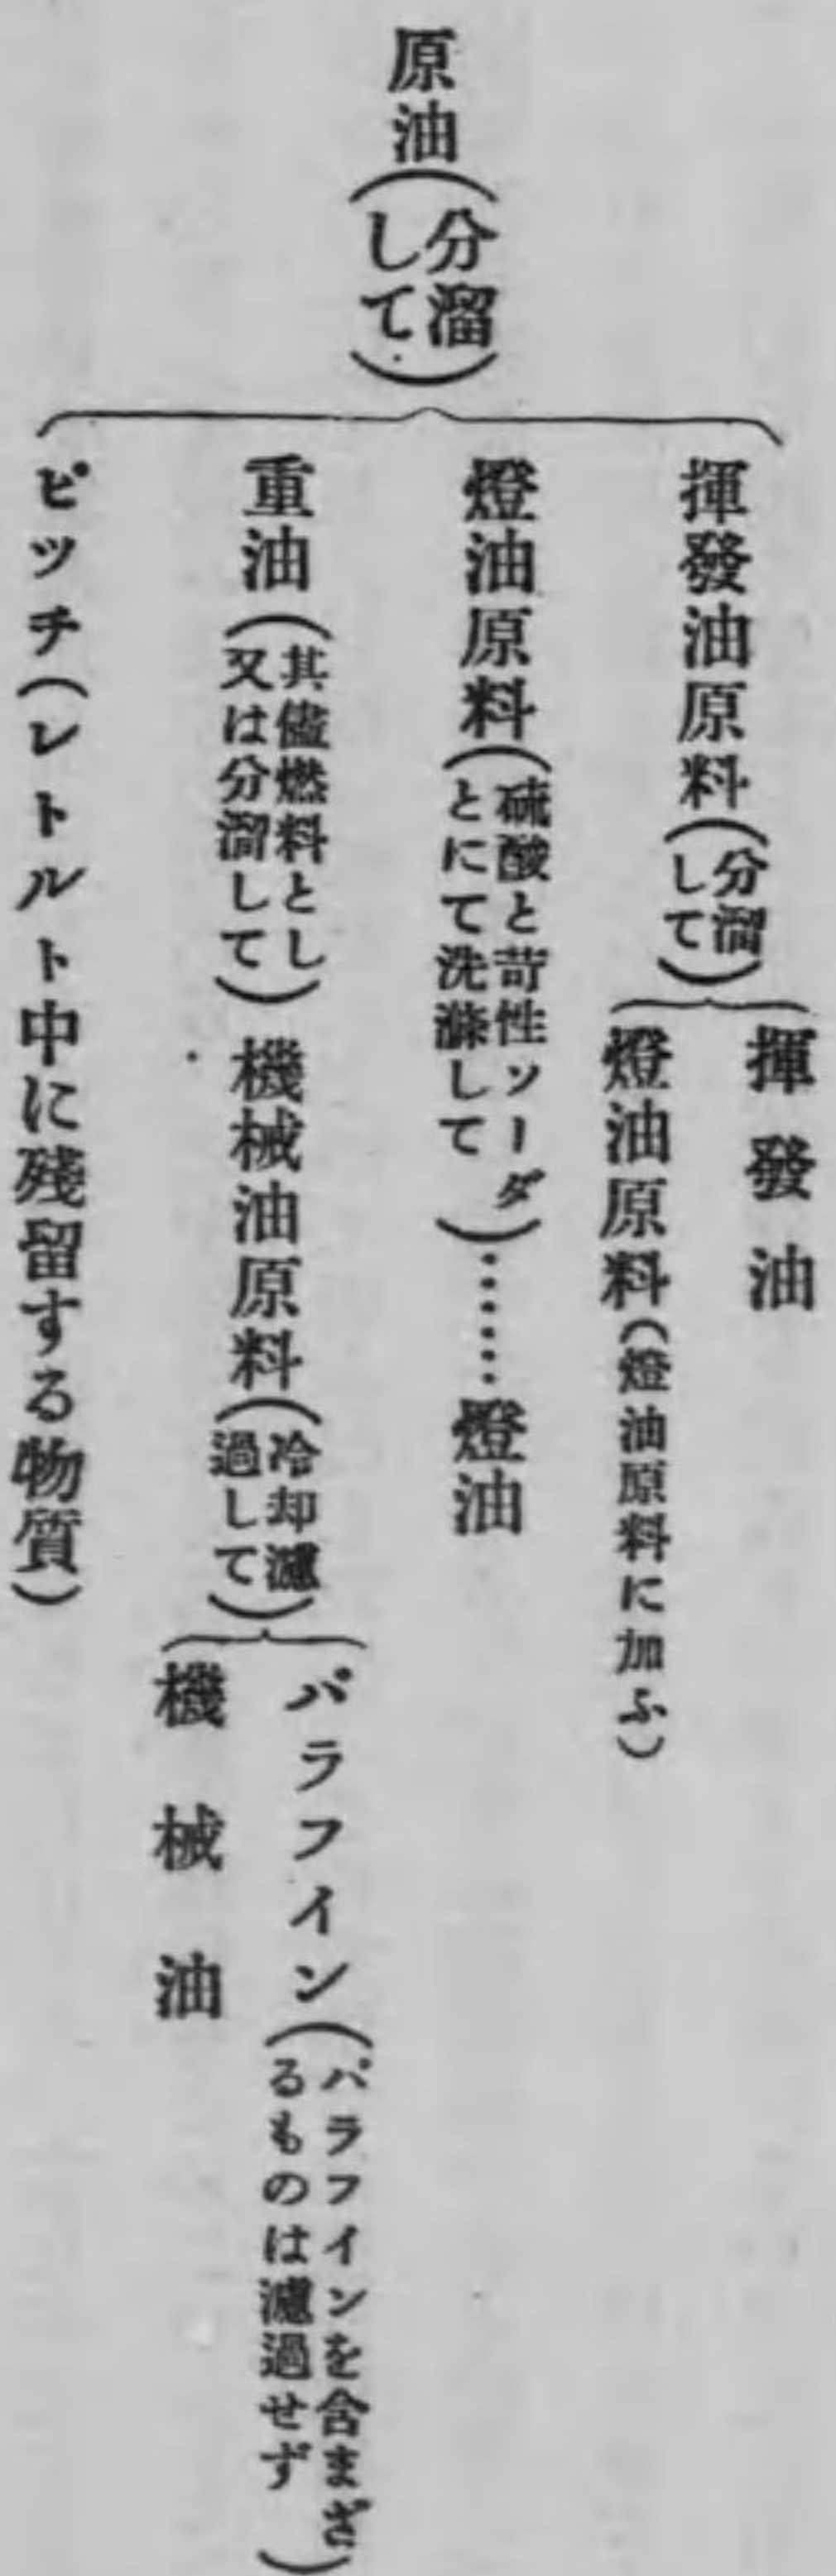 原油(分溜して)
揮發油原料(分溜して)
揮發油
燈油原料(燈油原料に加ふ)
燈油原料(硫酸と苛性ソーダとにて洗滌して)……燈油
重油(其儘燃料とし又は分溜して)機械油原料(冷却濾過して)
パラフイン(パラフインを含まざるものは濾過せず)
機械油
ピッチ(レトルト中に残留する物質)